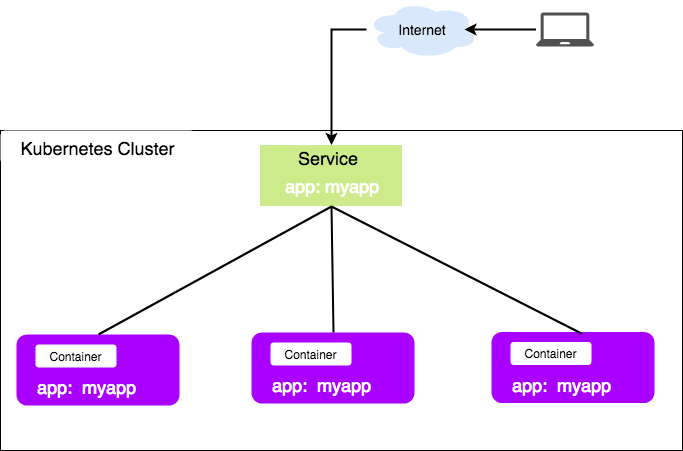 Internet
Kubernetes Cluster
Service
app: myapp
Container
app: myapp
Container
app: myapp
Container
app: myapp